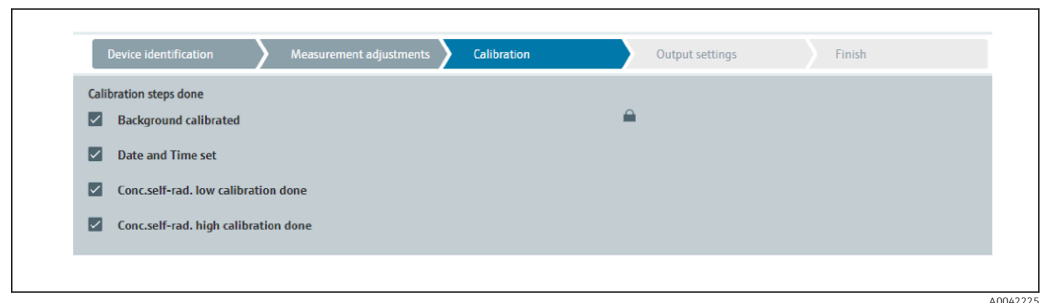 Device identification Measurement adjustments Calibration Output settings Finish
Calibration steps done
Background calibrated
Date and Time set
Conc.self-rad. low calibration done
Conc.self-rad. high calibration done
A0042225